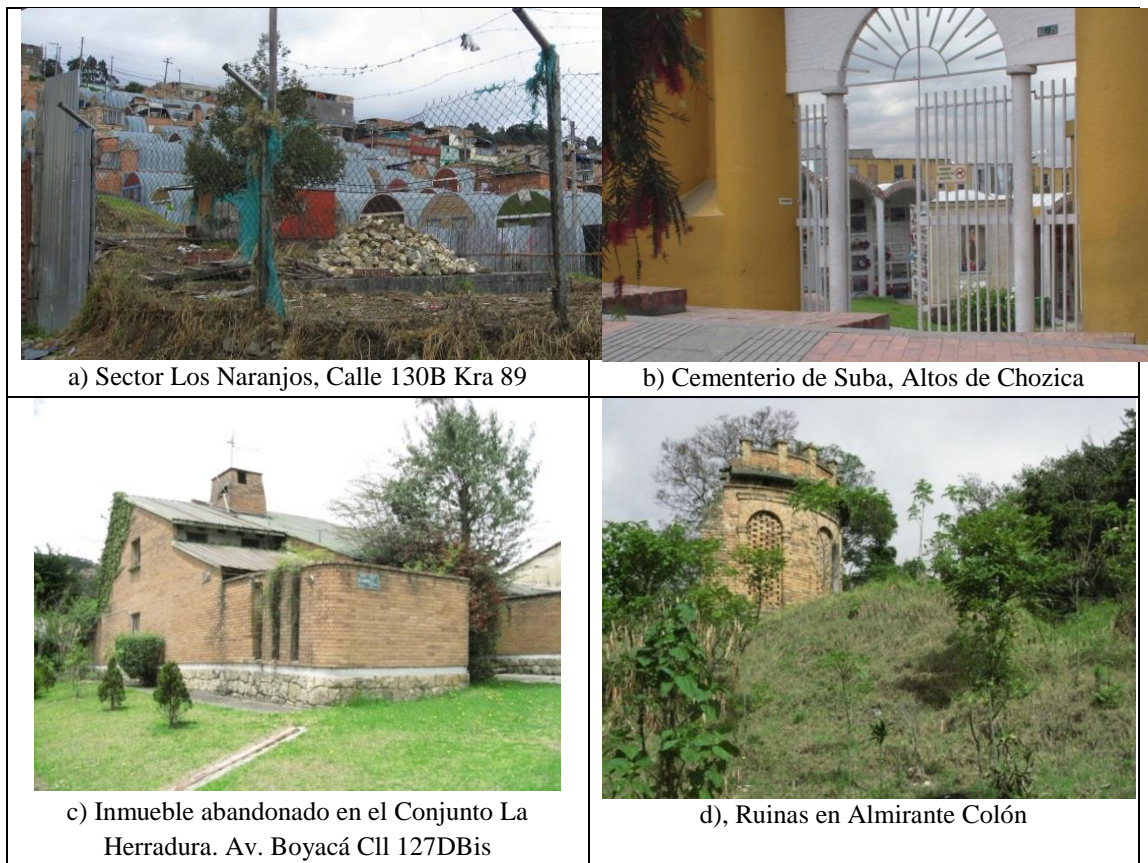 a) Sector Los Naranjos, Calle 130B Kra 89
b) Cementerio de Suba, Altos de Chozica
c) Inmueble abandonado en el Conjunto La
Herradura. Av. Boyacá Cll 127DBis
d), Ruinas en Almirante Colón